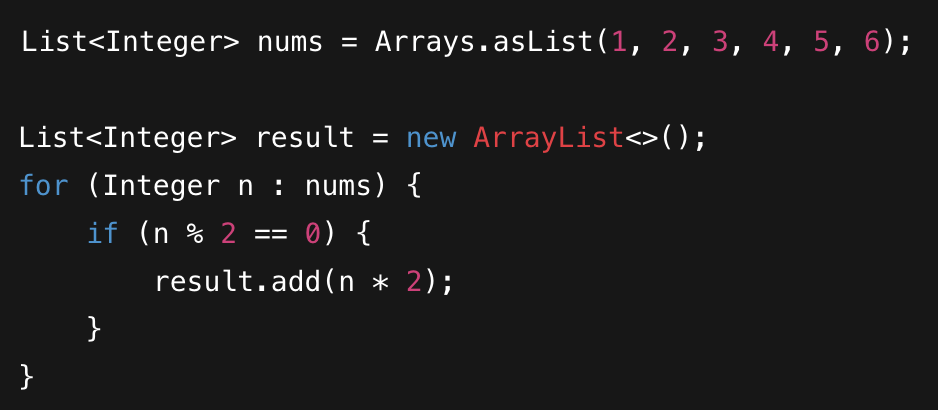 List<Integer> nums = Arrays.asList(1, 2, 3, 4, 5, 6);
List<Integer> result = new ArrayList<>();
for (Integer n : nums) {
    if (n % 2 == 0) {
        result.add(n * 2);
    }
}